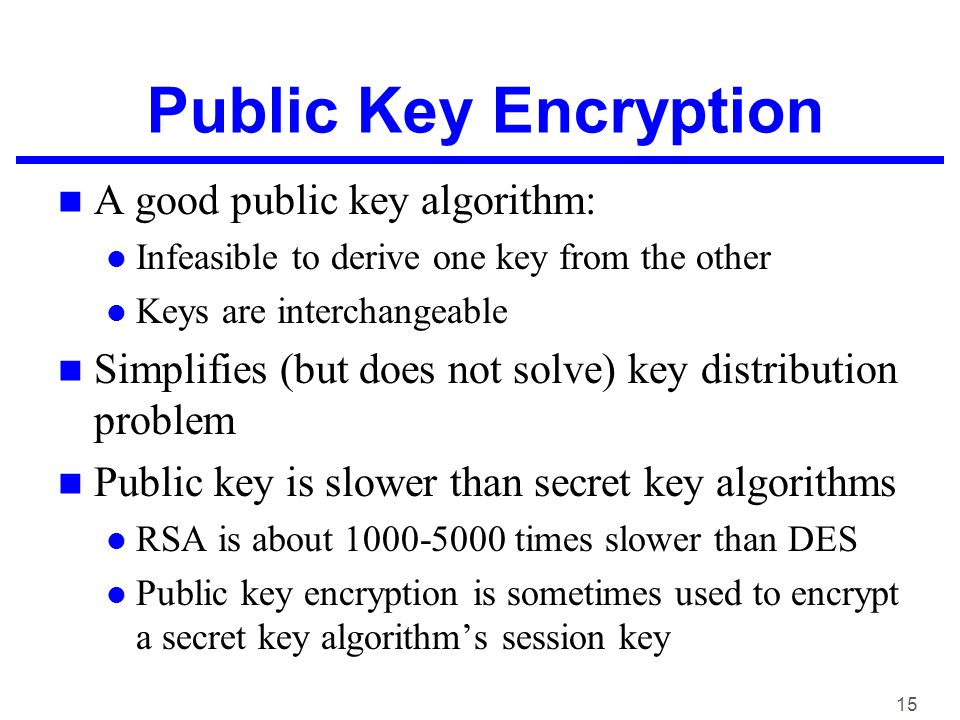 Public Key Encryption
A good public key algorithm:
Infeasible to derive one key from the other
Keys are interchangeable
Simplifies (but does not solve) key distribution
problem
Public key is slower than secret key algorithms
RSA is about 1000-5000 times slower than DES
Public key encryption is sometimes used to encrypt
a secret key algorithm’s session key
15